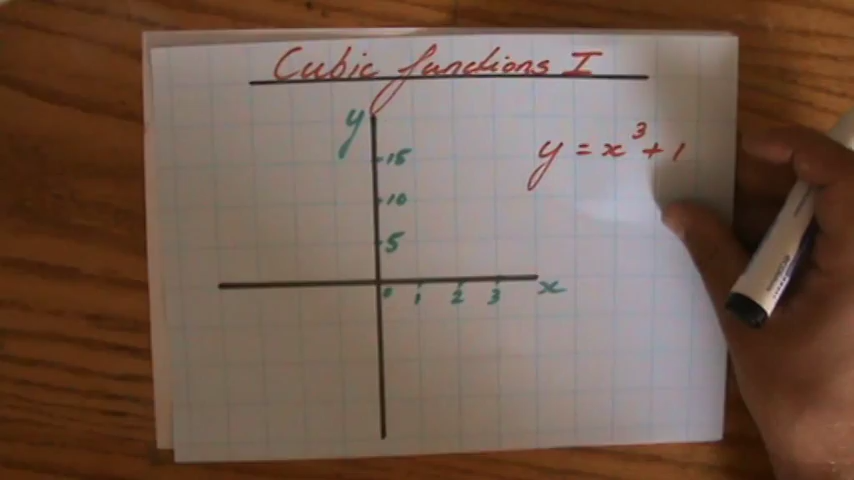 Cubic functions I
y
y = x³ + 1
15
10
5
0 1 2 3 x